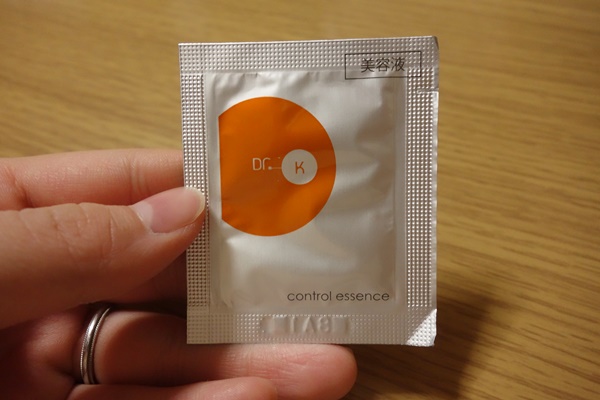 美容液
Dr. K
control essence